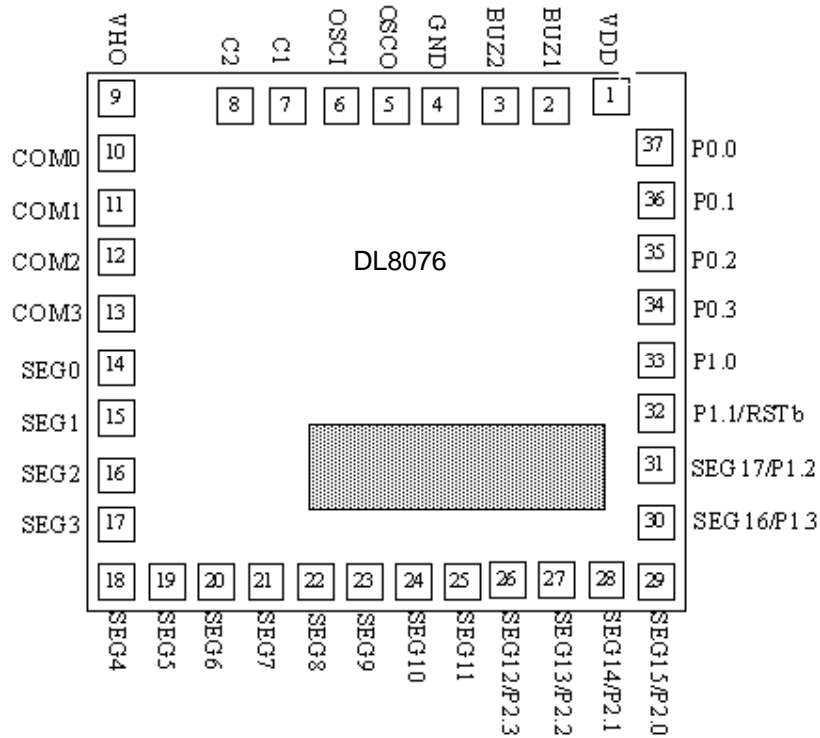 VHO
C2
C1
OSCI
OSCO
GND
BUZ2
BUZ1
VDD
9
8
7
6
5
4
3
2
1
COM0
10
37
P0.0
COM1
11
36
P0.1
COM2
12
DL8076
35
P0.2
COM3
13
34
P0.3
SEG0
14
33
P1.0
SEG1
15
32
P1.1/RSTb
SEG2
16
31
SEG17/P1.2
SEG3
17
30
SEG16/P1.3
18
19
20
21
22
23
24
25
26
27
28
29
SEG4
SEG5
SEG6
SEG7
SEG8
SEG9
SEG10
SEG11
SEG12/P2.3
SEG13/P2.2
SEG14/P2.1
SEG15/P2.0